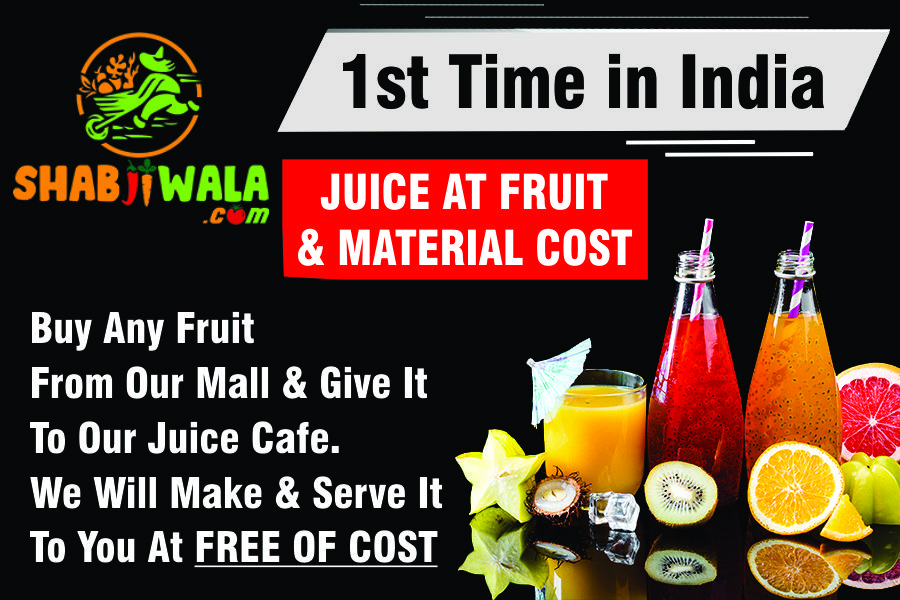 1st Time in India
SHABJIWALA
.com
JUICE AT FRUIT
& MATERIAL COST
Buy Any Fruit
From Our Mall & Give It
To Our Juice Cafe.
We Will Make & Serve It
To You At FREE OF COST